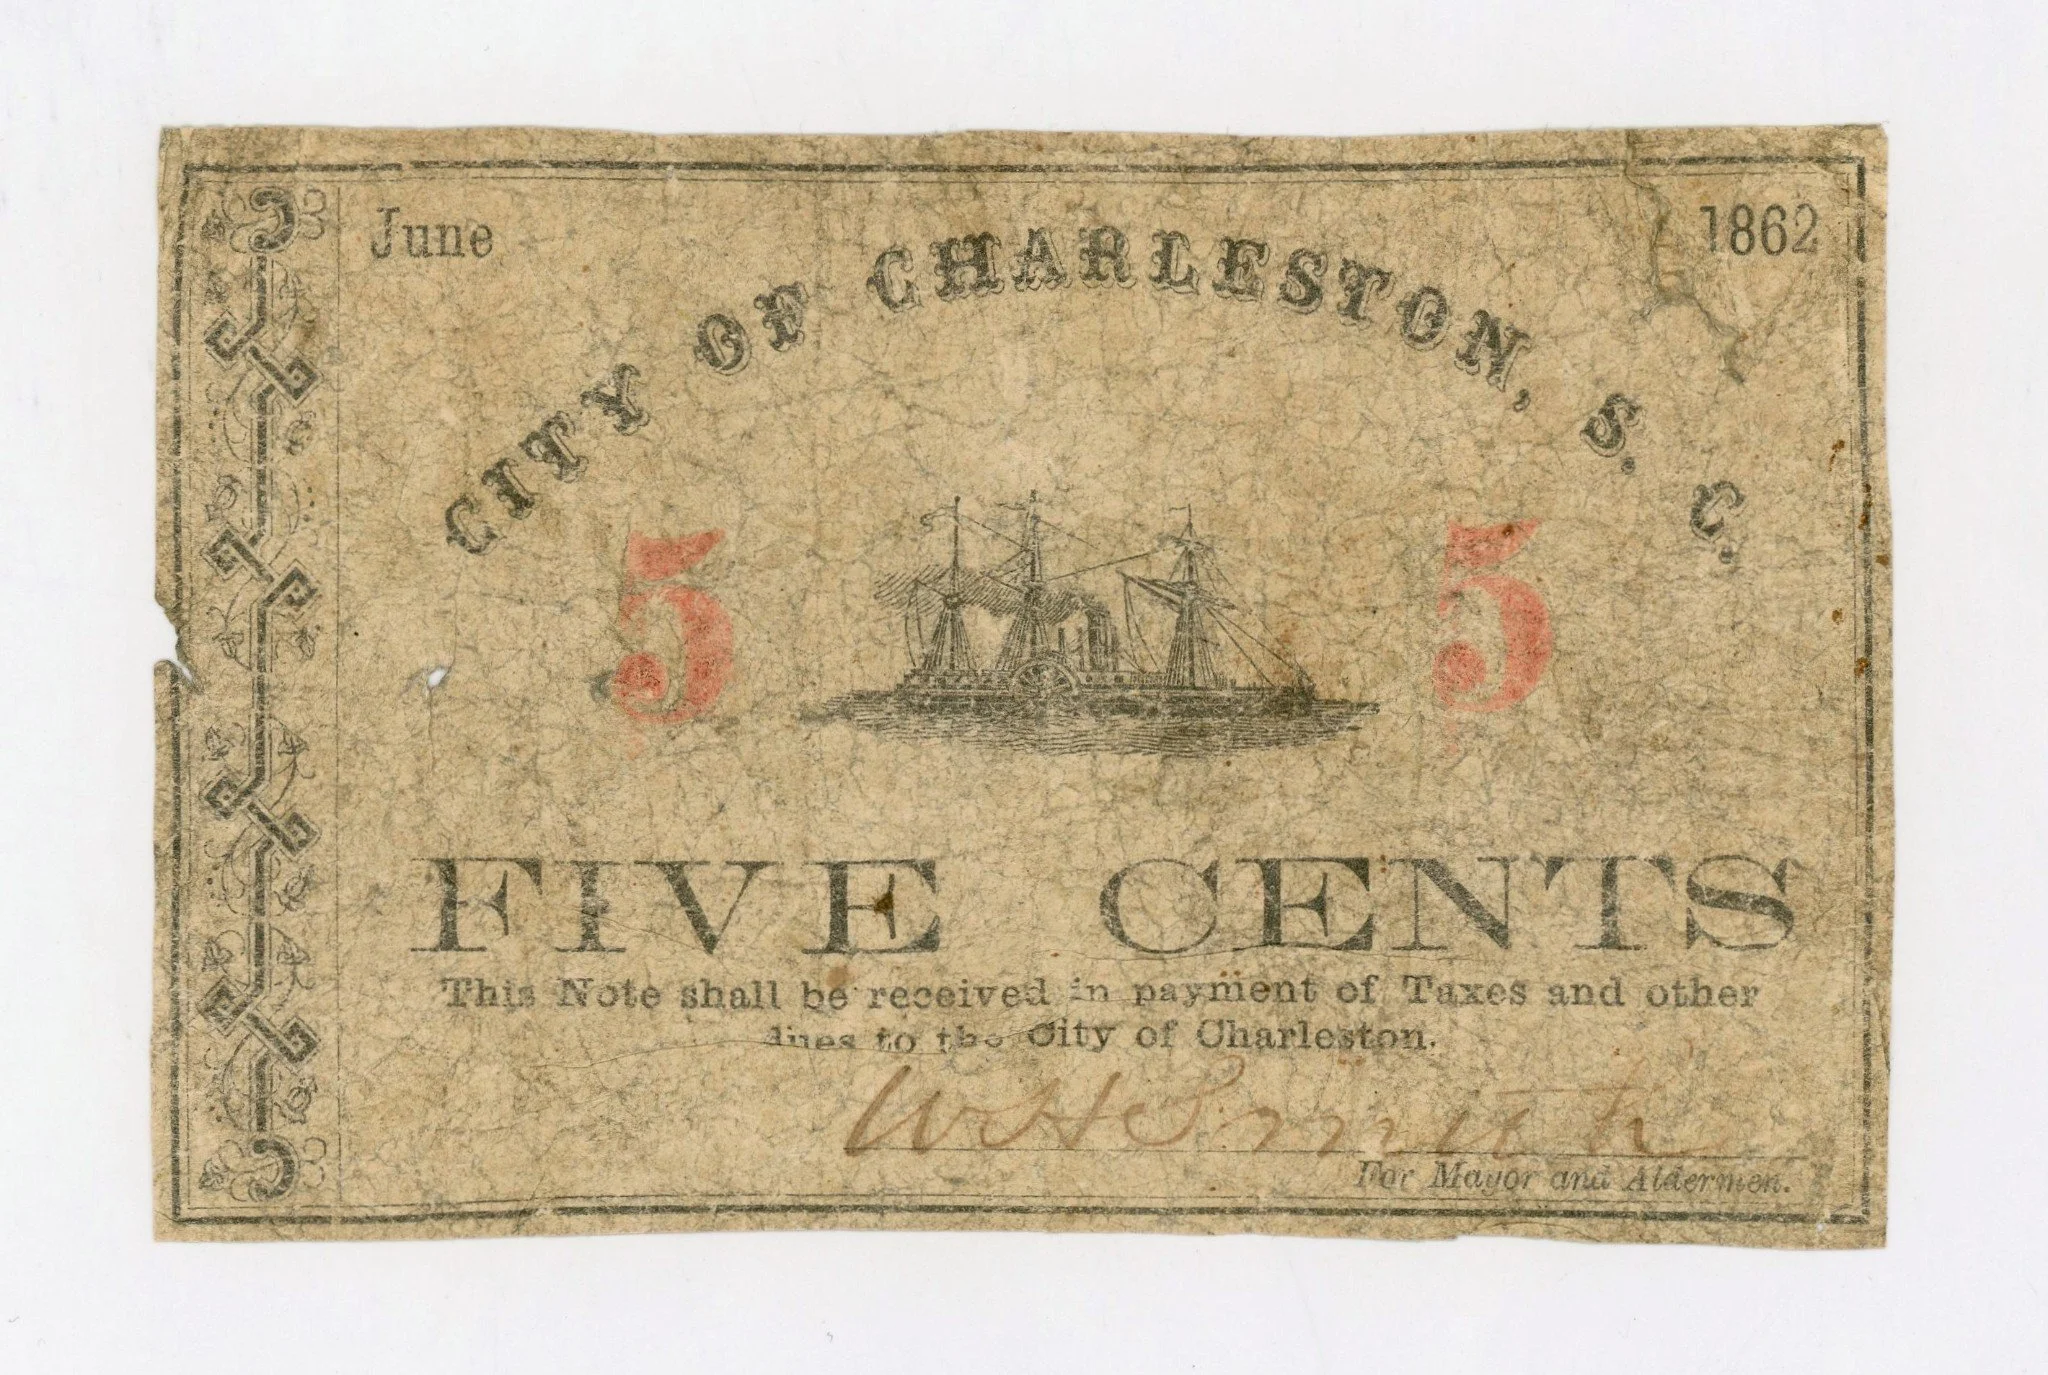 June 1862
CITY OF CHARLESTON, S. C.
5 5
FIVE CENTS
This Note shall be received in payment of Taxes and other
dues to the City of Charleston.
W H Smith
For Mayor and Aldermen.